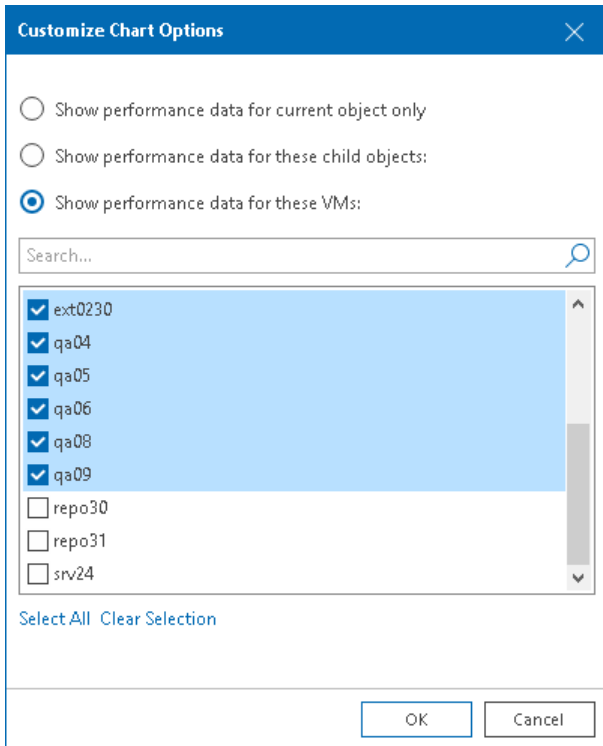 Customize Chart Options
Show performance data for current object only
Show performance data for these child objects:
Show performance data for these VMs:
Search...
ext0230
qa04
qa05
qa06
qa08
qa09
repo30
repo31
srv24
Select All Clear Selection
OK Cancel